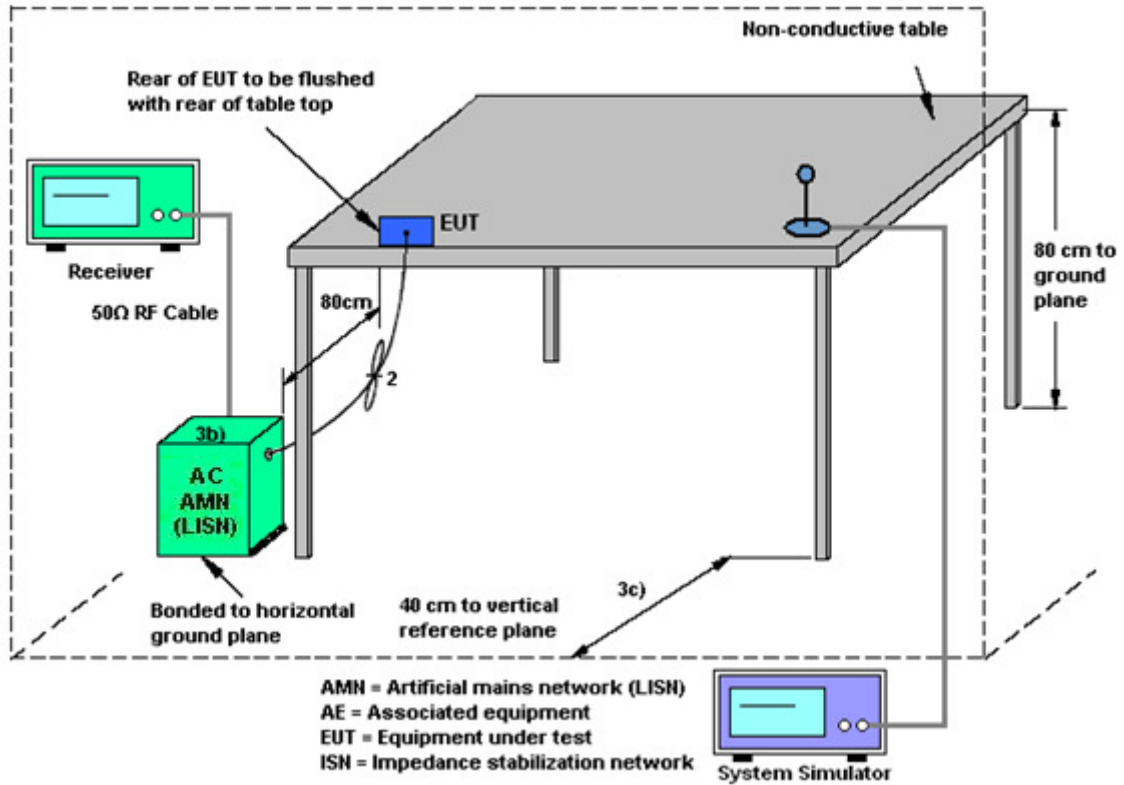 Non-conductive table
Rear of EUT to be flushed
with rear of table top
EUT
Receiver
80cm
80 cm to
ground
plane
50Ω RF Cable
2
3b)
AC
AMN
(LISN)
3c)
Bonded to horizontal
ground plane
40 cm to vertical
reference plane
AMN = Artificial mains network (LISN)
AE = Associated equipment
EUT = Equipment under test
ISN = Impedance stabilization network
System Simulator